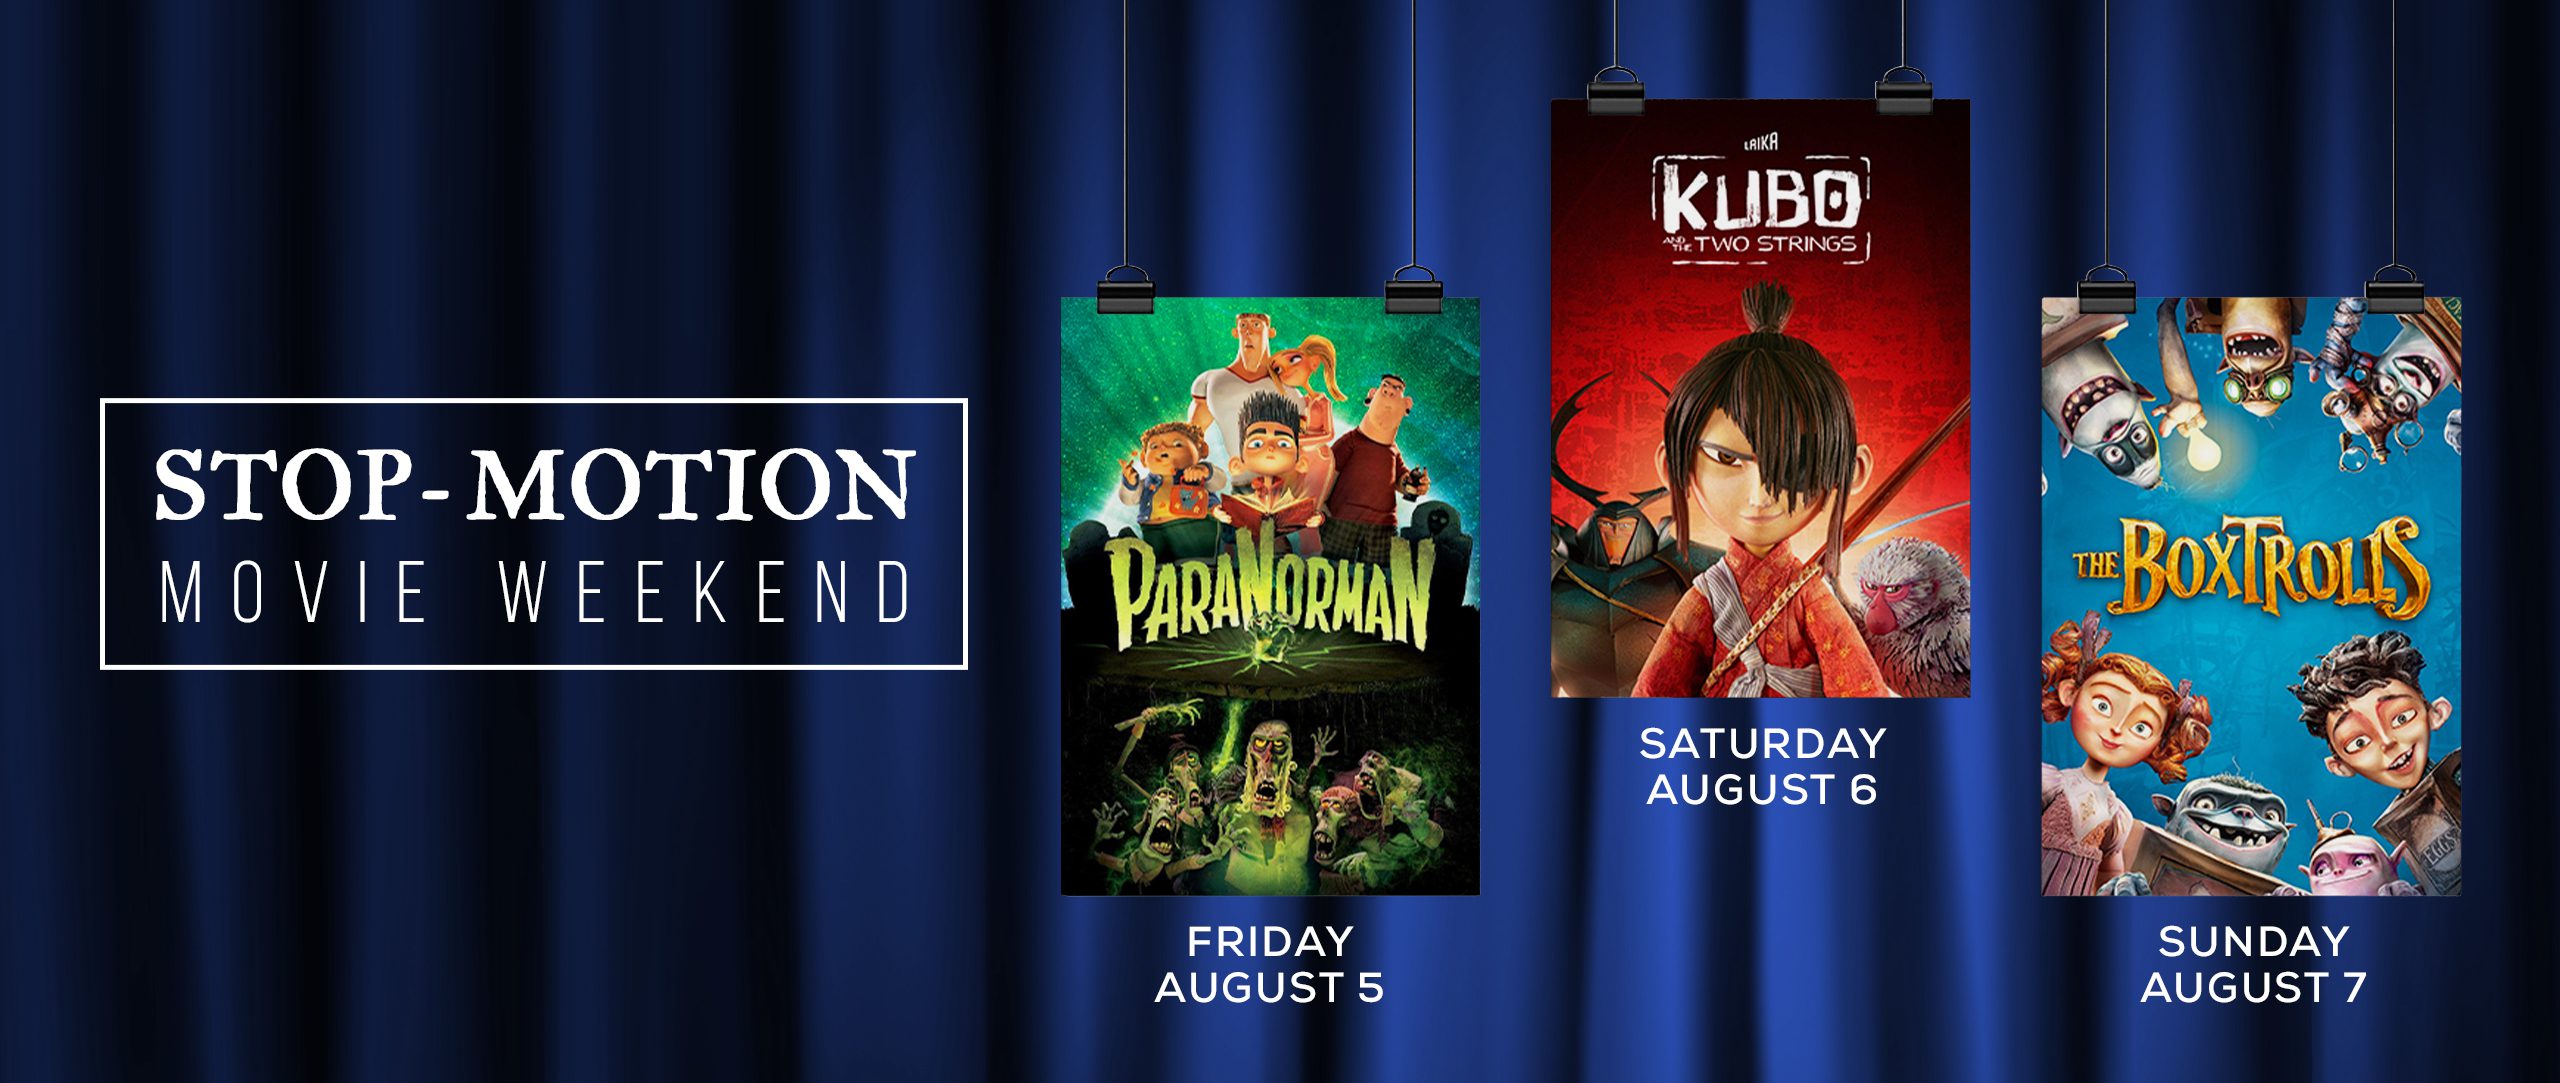 STOP-MOTION
MOVIE WEEKEND
PARANORMAN
FRIDAY
AUGUST 5
LAIKA
KUBO
AND THE TWO STRINGS
SATURDAY
AUGUST 6
THE BOXTROLLS
EGGS
SUNDAY
AUGUST 7